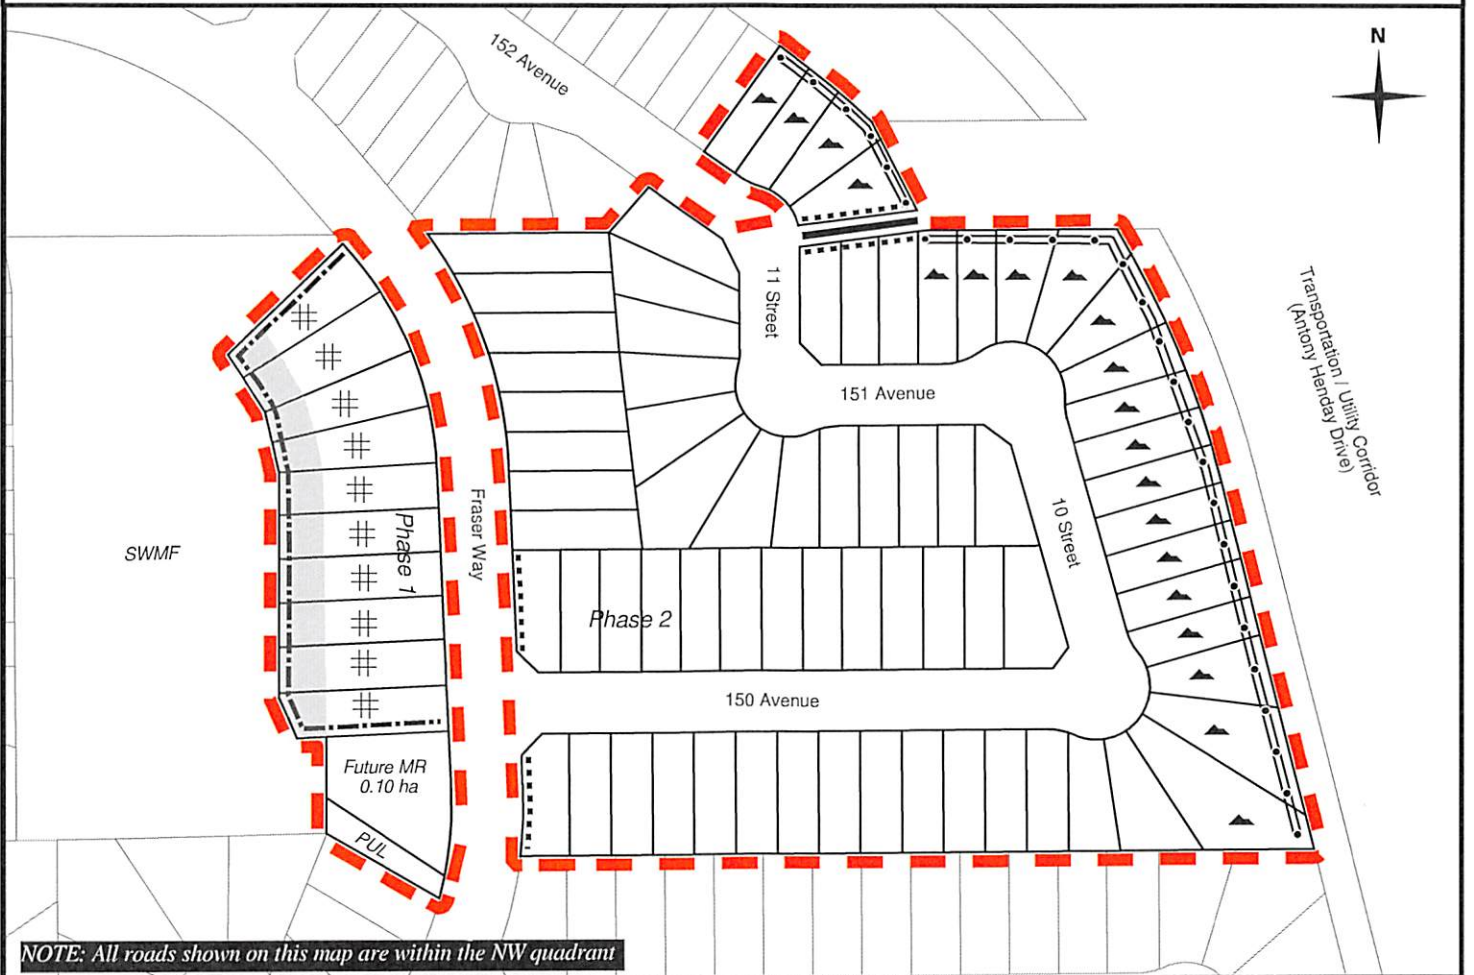 N
152 Avenue
11 Street
Transportation / Utility Corridor
(Antony Henday Drive)
151 Avenue
10 Street
Fraser Way
Phase 1
SWMF
Phase 2
150 Avenue
Future MR
0.10 ha
PUL
NOTE: All roads shown on this map are within the NW quadrant